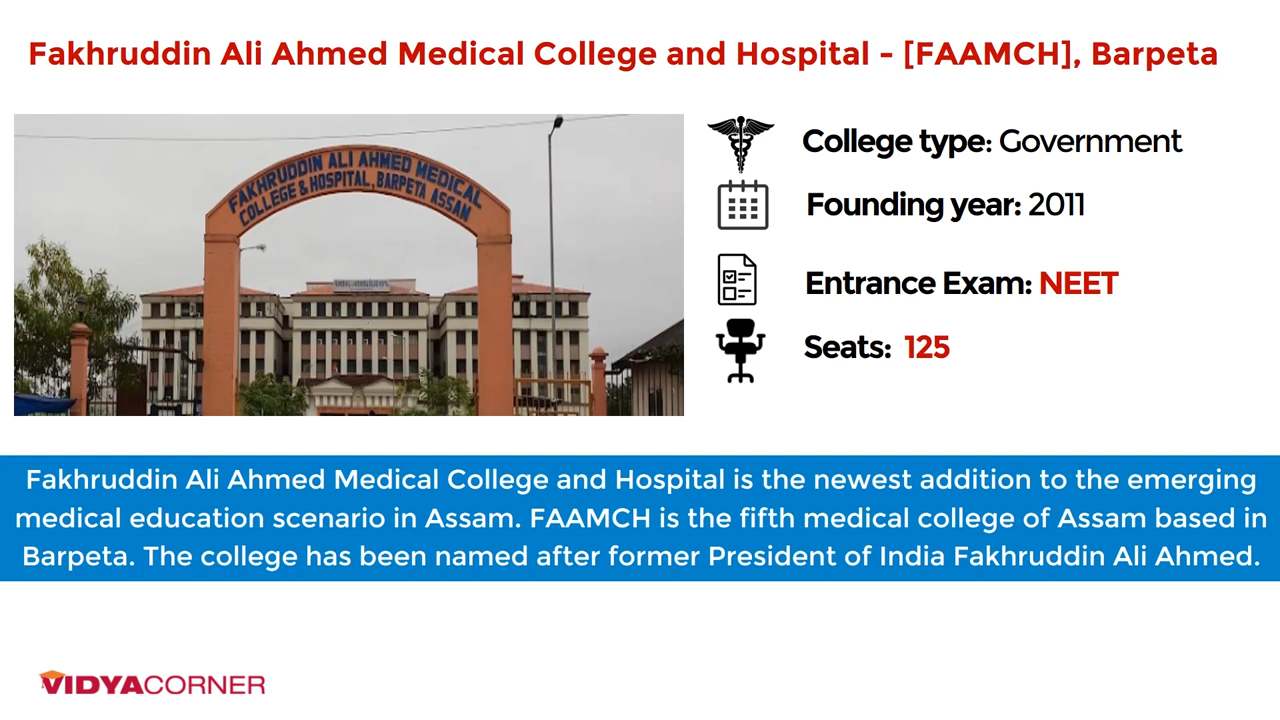 Fakhruddin Ali Ahmed Medical College and Hospital - [FAAMCH], Barpeta
FAKHRUDDIN ALI AHMED MEDICAL
COLLEGE & HOSPITAL, BARPETA ASSAM
College type: Government
Founding year: 2011
Entrance Exam: NEET
Seats: 125
Fakhruddin Ali Ahmed Medical College and Hospital is the newest addition to the emerging
medical education scenario in Assam. FAAMCH is the fifth medical college of Assam based in
Barpeta. The college has been named after former President of India Fakhruddin Ali Ahmed.
VIDYACORNER